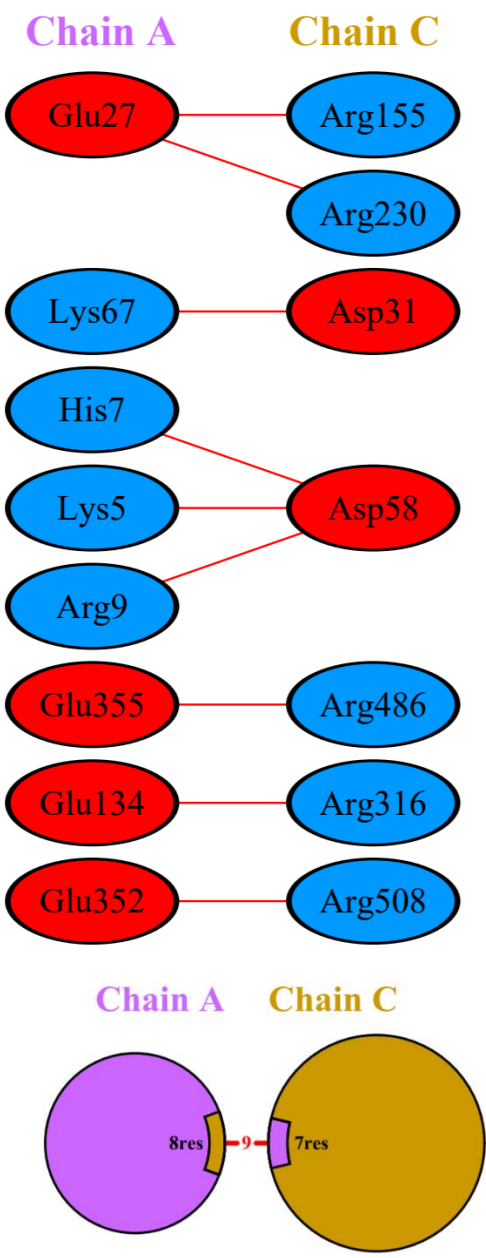 Chain A Chain C
Glu27 Arg155
Arg230
Lys67 Asp31
His7
Lys5 Asp58
Arg9
Glu355 Arg486
Glu134 Arg316
Glu352 Arg508
Chain A Chain C
8res 9 7res